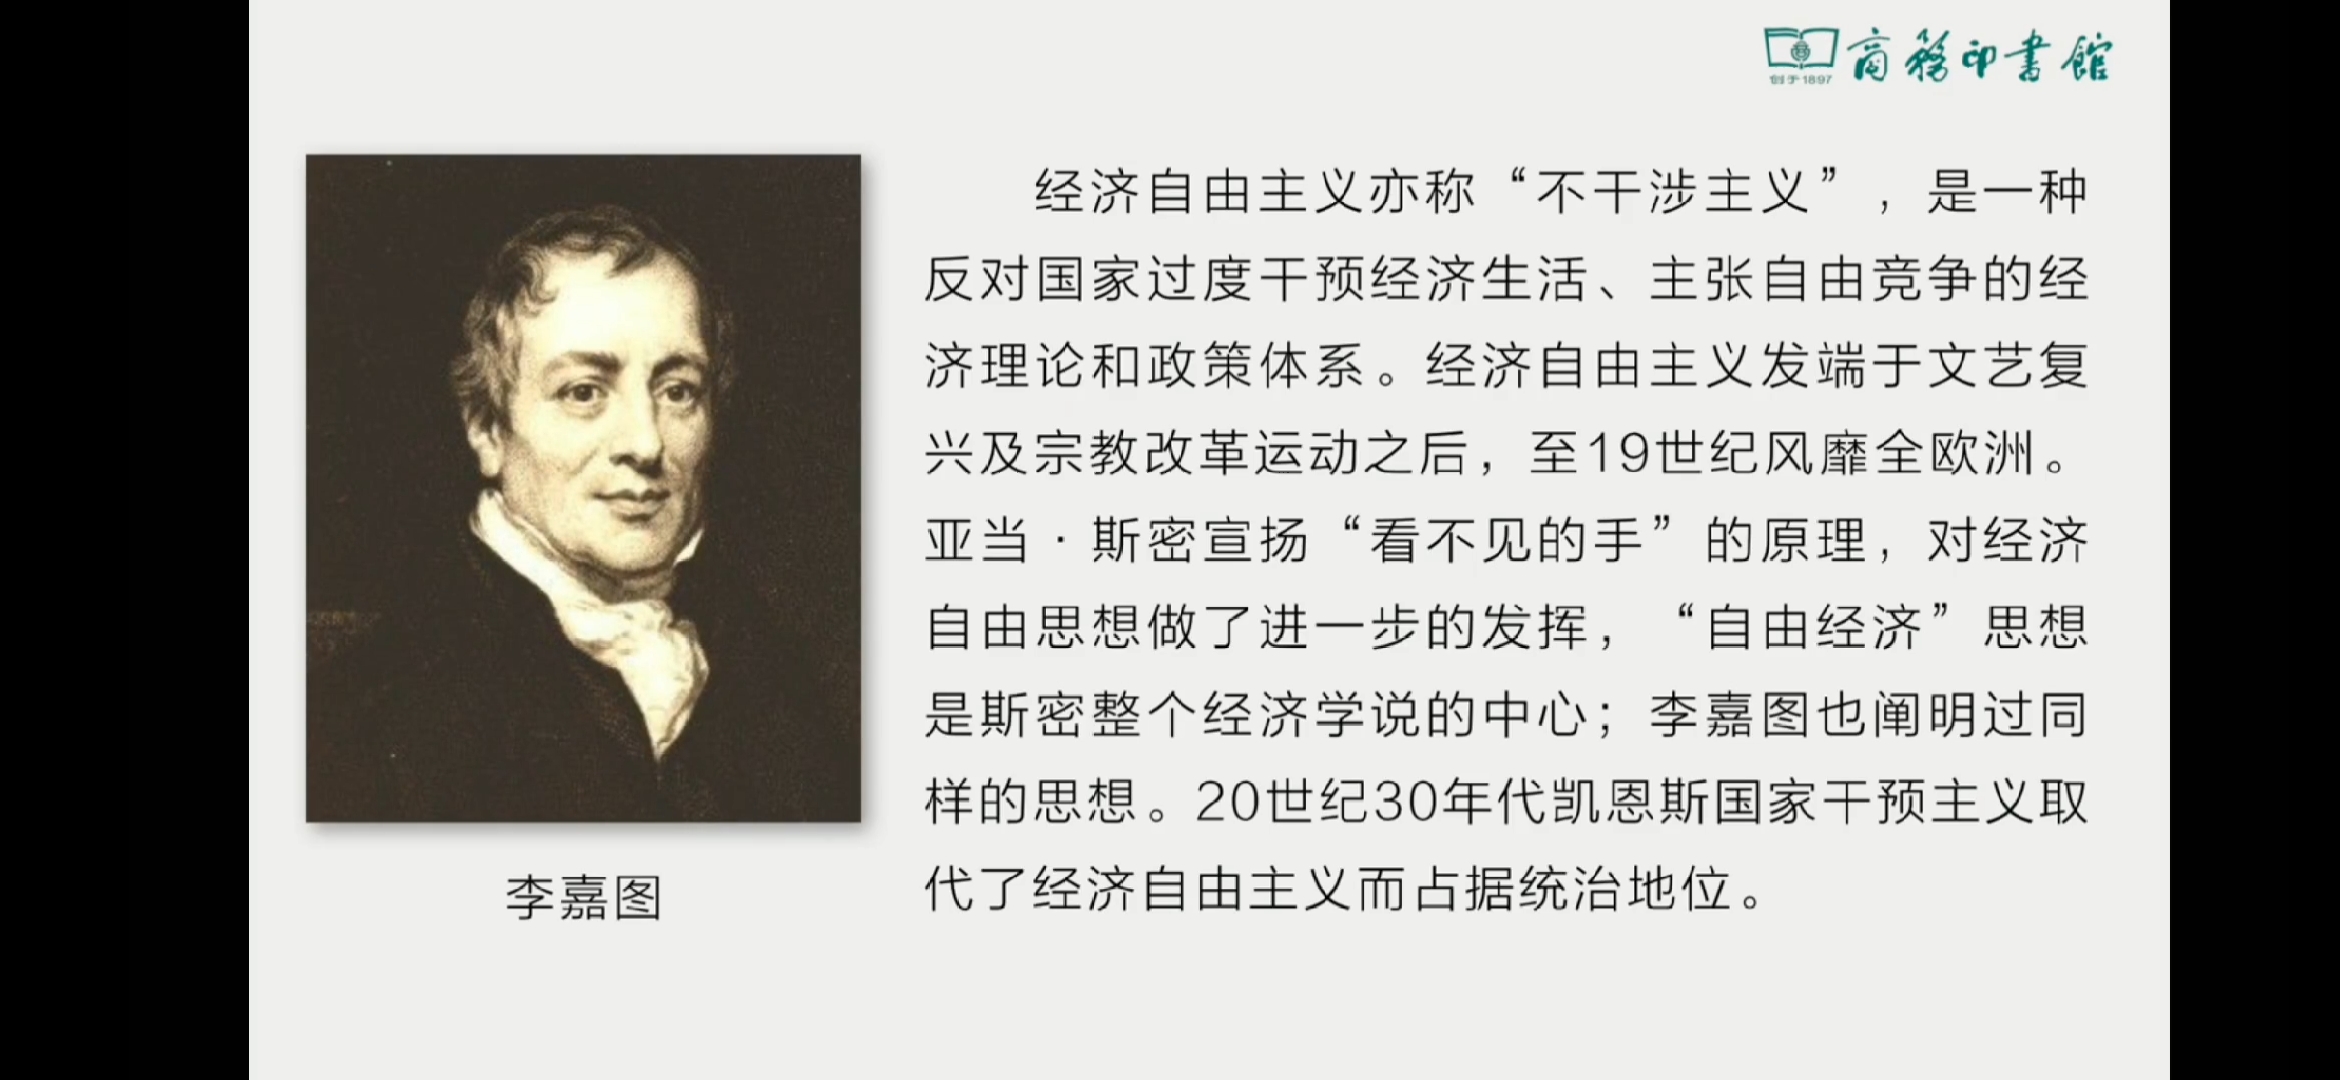 商務印書館
创于1897
经济自由主义亦称“不干涉主义”，是一种
反对国家过度干预经济生活、主张自由竞争的经
济理论和政策体系。经济自由主义发端于文艺复
兴及宗教改革运动之后，至19世纪风靡全欧洲。
亚当·斯密宣扬“看不见的手”的原理，对经济
自由思想做了进一步的发挥，“自由经济”思想
是斯密整个经济学说的中心；李嘉图也阐明过同
样的思想。20世纪30年代凯恩斯国家干预主义取
代了经济自由主义而占据统治地位。
李嘉图